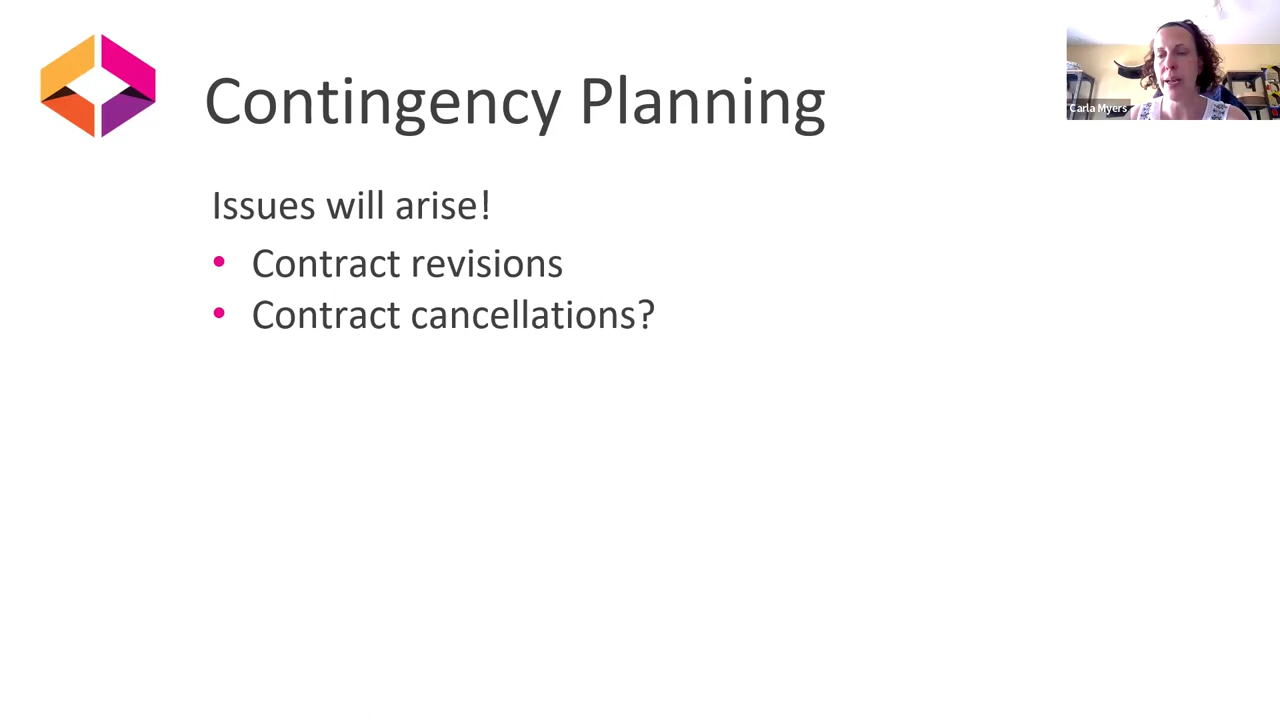 Contingency Planning
Carla Myers
Issues will arise!
• Contract revisions
• Contract cancellations?